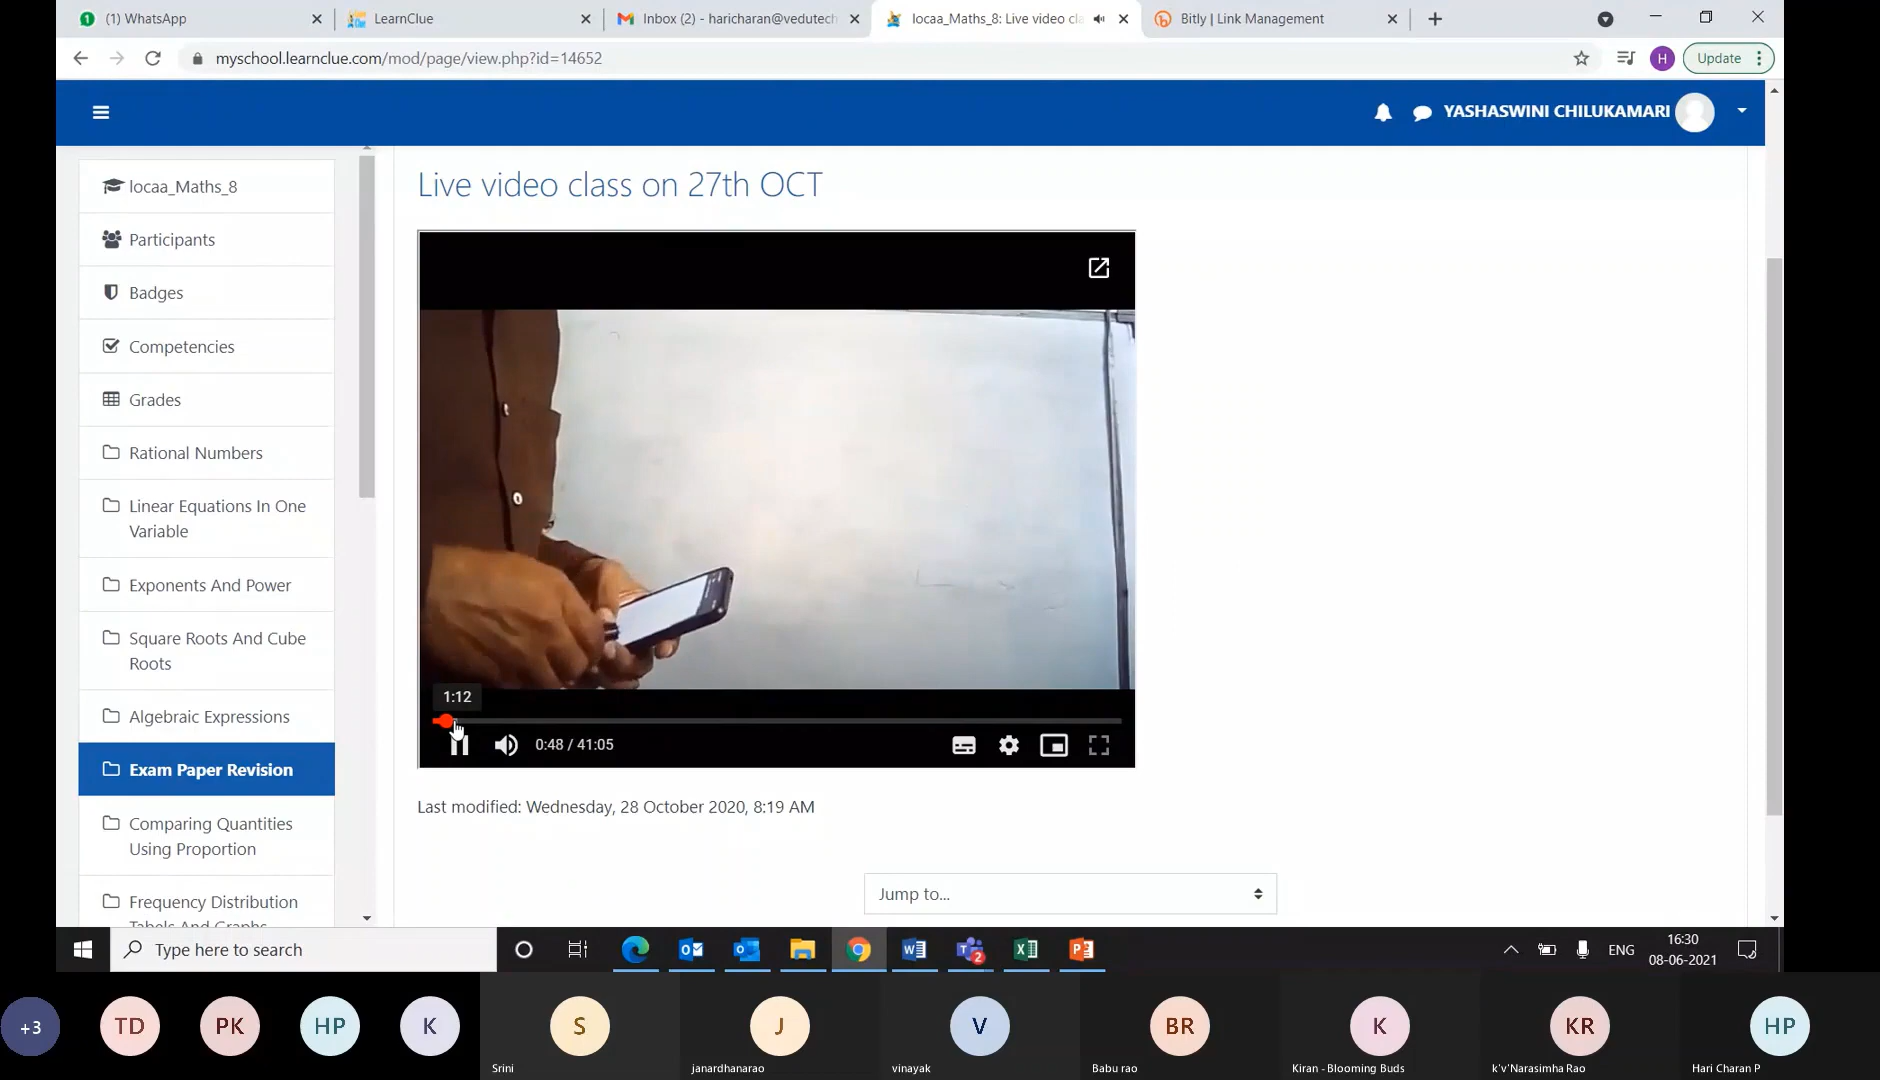 (1) WhatsApp
LearnClue
Inbox (2) - haricharan@vedutech
locaa_Maths_8: Live video cla
Bitly | Link Management
myschool.learnclue.com/mod/page/view.php?id=14652
H
Update
YASHASWINI CHILUKAMARI
locaa_Maths_8
Participants
Badges
Competencies
Grades
Rational Numbers
Linear Equations In One
Variable
Exponents And Power
Square Roots And Cube
Roots
Algebraic Expressions
Exam Paper Revision
Comparing Quantities
Using Proportion
Frequency Distribution
Tabels And Graphs
Live video class on 27th OCT
1:12
0:48 / 41:05
Last modified: Wednesday, 28 October 2020, 8:19 AM
Jump to...
Type here to search
2
ENG
16:30
08-06-2021
+3
TD
PK
HP
K
S
Srini
J
janardhanarao
V
vinayak
BR
Babu rao
K
Kiran - Blooming Buds
KR
k'v'Narasimha Rao
HP
Hari Charan P